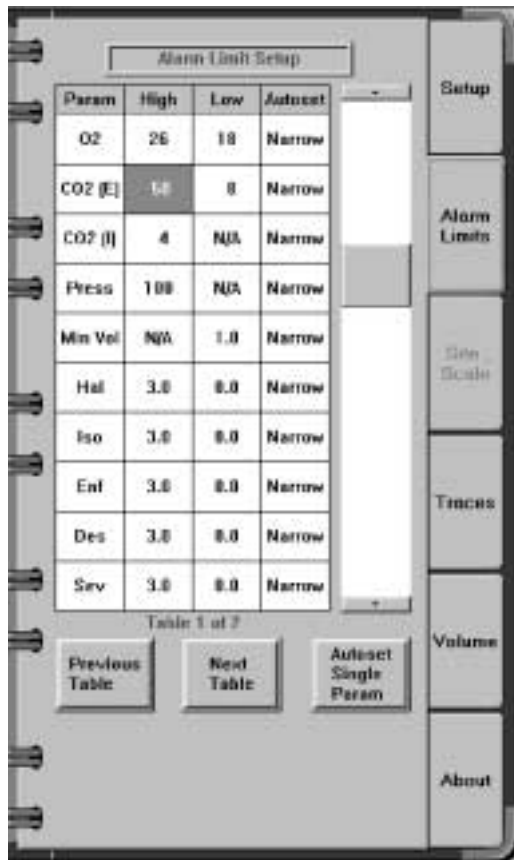 Alarm Limit Setup
Param High Low Autoset
O2 26 18 Narrow
CO2 (E) 50 8 Narrow
CO2 (I) 4 N/A Narrow
Press 100 N/A Narrow
Min Vol N/A 1.0 Narrow
Hal 3.0 0.0 Narrow
Iso 3.0 0.0 Narrow
Enf 3.0 0.0 Narrow
Des 3.0 0.0 Narrow
Sev 3.0 0.0 Narrow
Table 1 of 2
Previous
Table
Next
Table
Autoset
Single
Param
Setup
Alarm
Limits
Scale
Traces
Volume
About